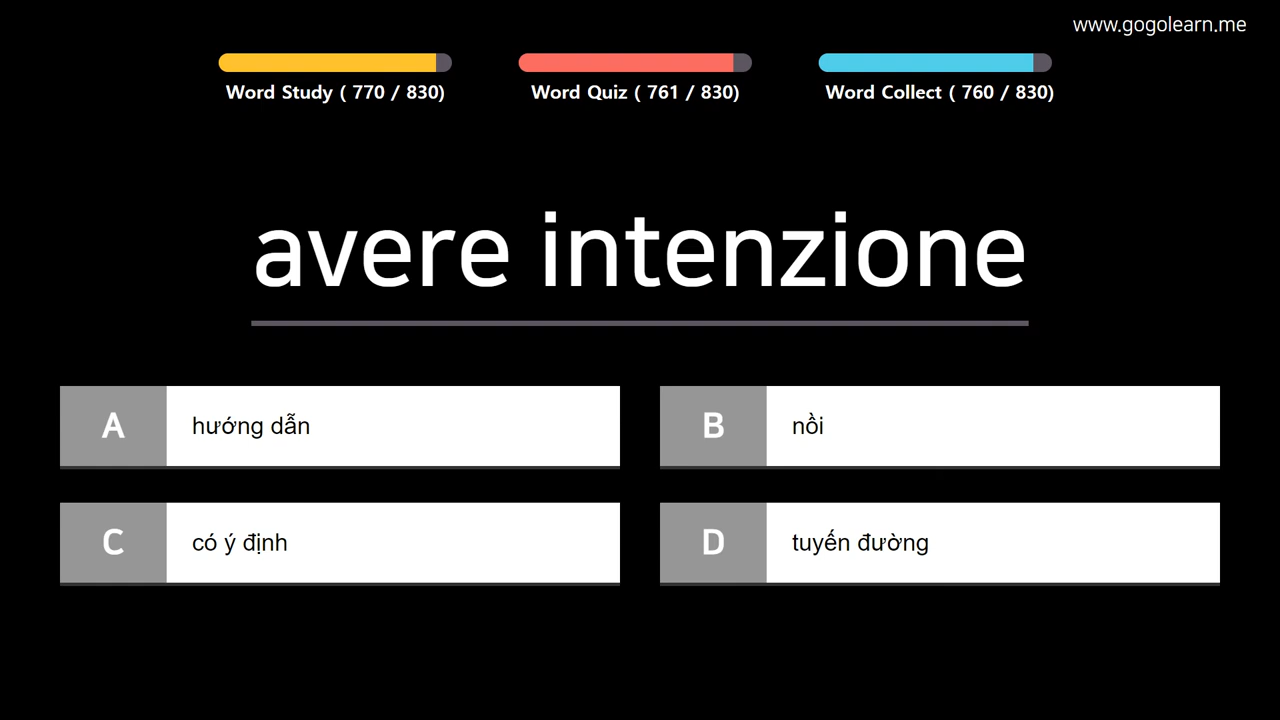 www.gogolearn.me
Word Study ( 770 / 830)
Word Quiz ( 761 / 830)
Word Collect ( 760 / 830)
avere intenzione
A hướng dẫn
B nồi
C có ý định
D tuyến đường